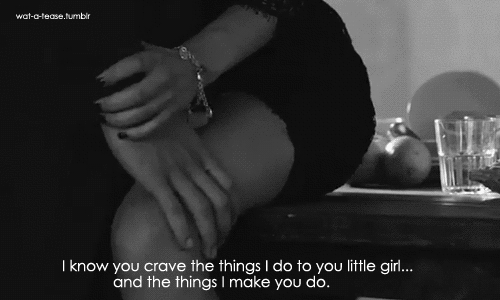 wat-a-tease.tumblr
I know you crave the things I do to you little girl...
and the things I make you do.